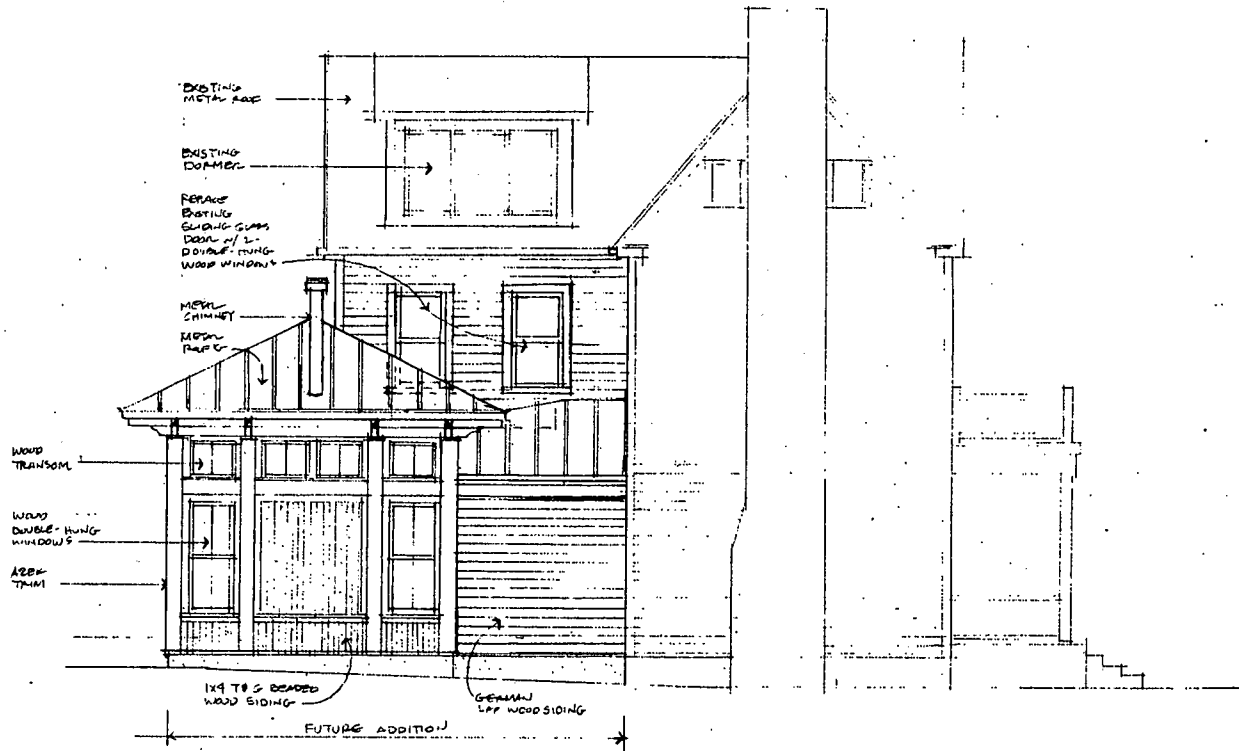 EXISTING
METAL ROOF
EXISTING
DORMER
REPLACE
EXISTING
SLIDING GLASS
DOOR W/ 2-
DOUBLE-HUNG
WOOD WINDOWS
METAL
CHIMNEY
METAL
ROOF'G
WOOD
TRANSOM
WOOD
DOUBLE-HUNG
WINDOWS
AZEK
TRIM
1X4 T&G BEADED
WOOD SIDING
GERMAN
LAP WOOD SIDING
FUTURE ADDITION